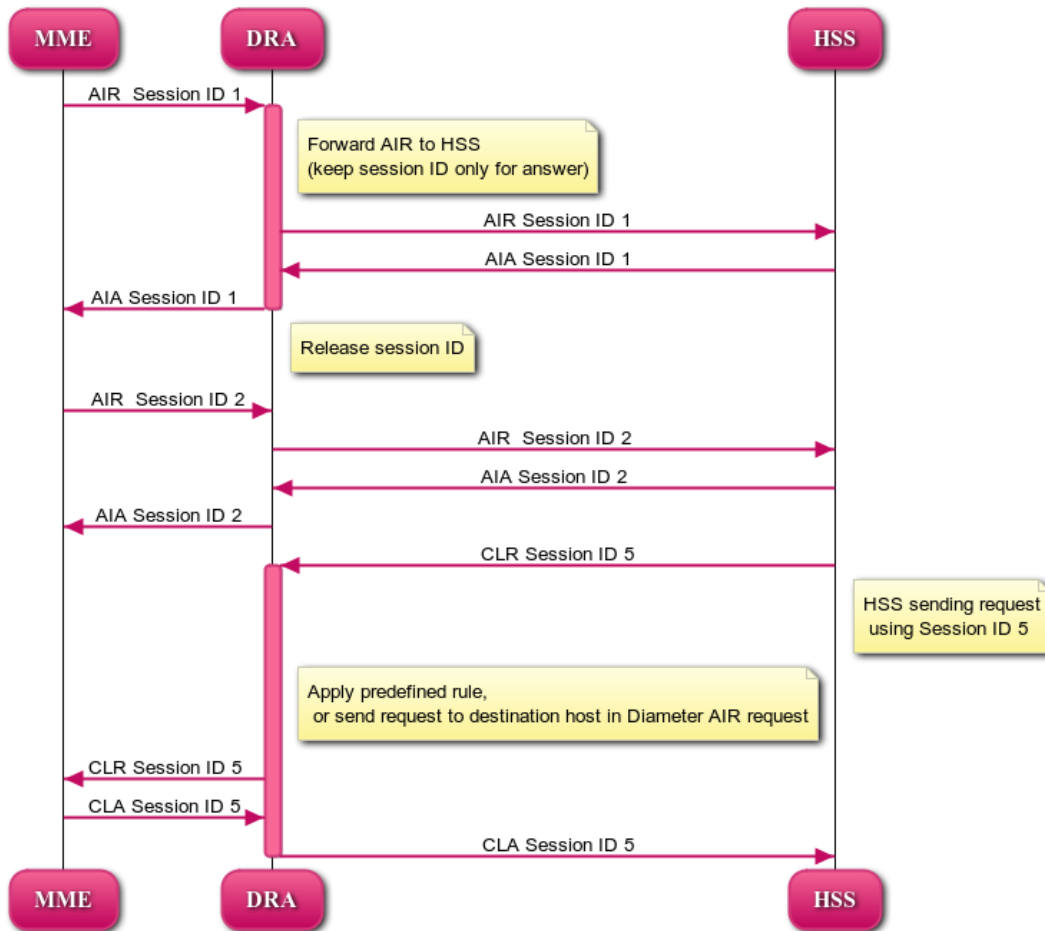 MME
DRA
HSS
AIR  Session ID 1
Forward AIR to HSS
(keep session ID only for answer)
AIR Session ID 1
AIA Session ID 1
AIA Session ID 1
Release session ID
AIR  Session ID 2
AIR  Session ID 2
AIA Session ID 2
AIA Session ID 2
CLR Session ID 5
HSS sending request
using Session ID 5
Apply predefined rule,
or send request to destination host in Diameter AIR request
CLR Session ID 5
CLA Session ID 5
CLA Session ID 5
MME
DRA
HSS